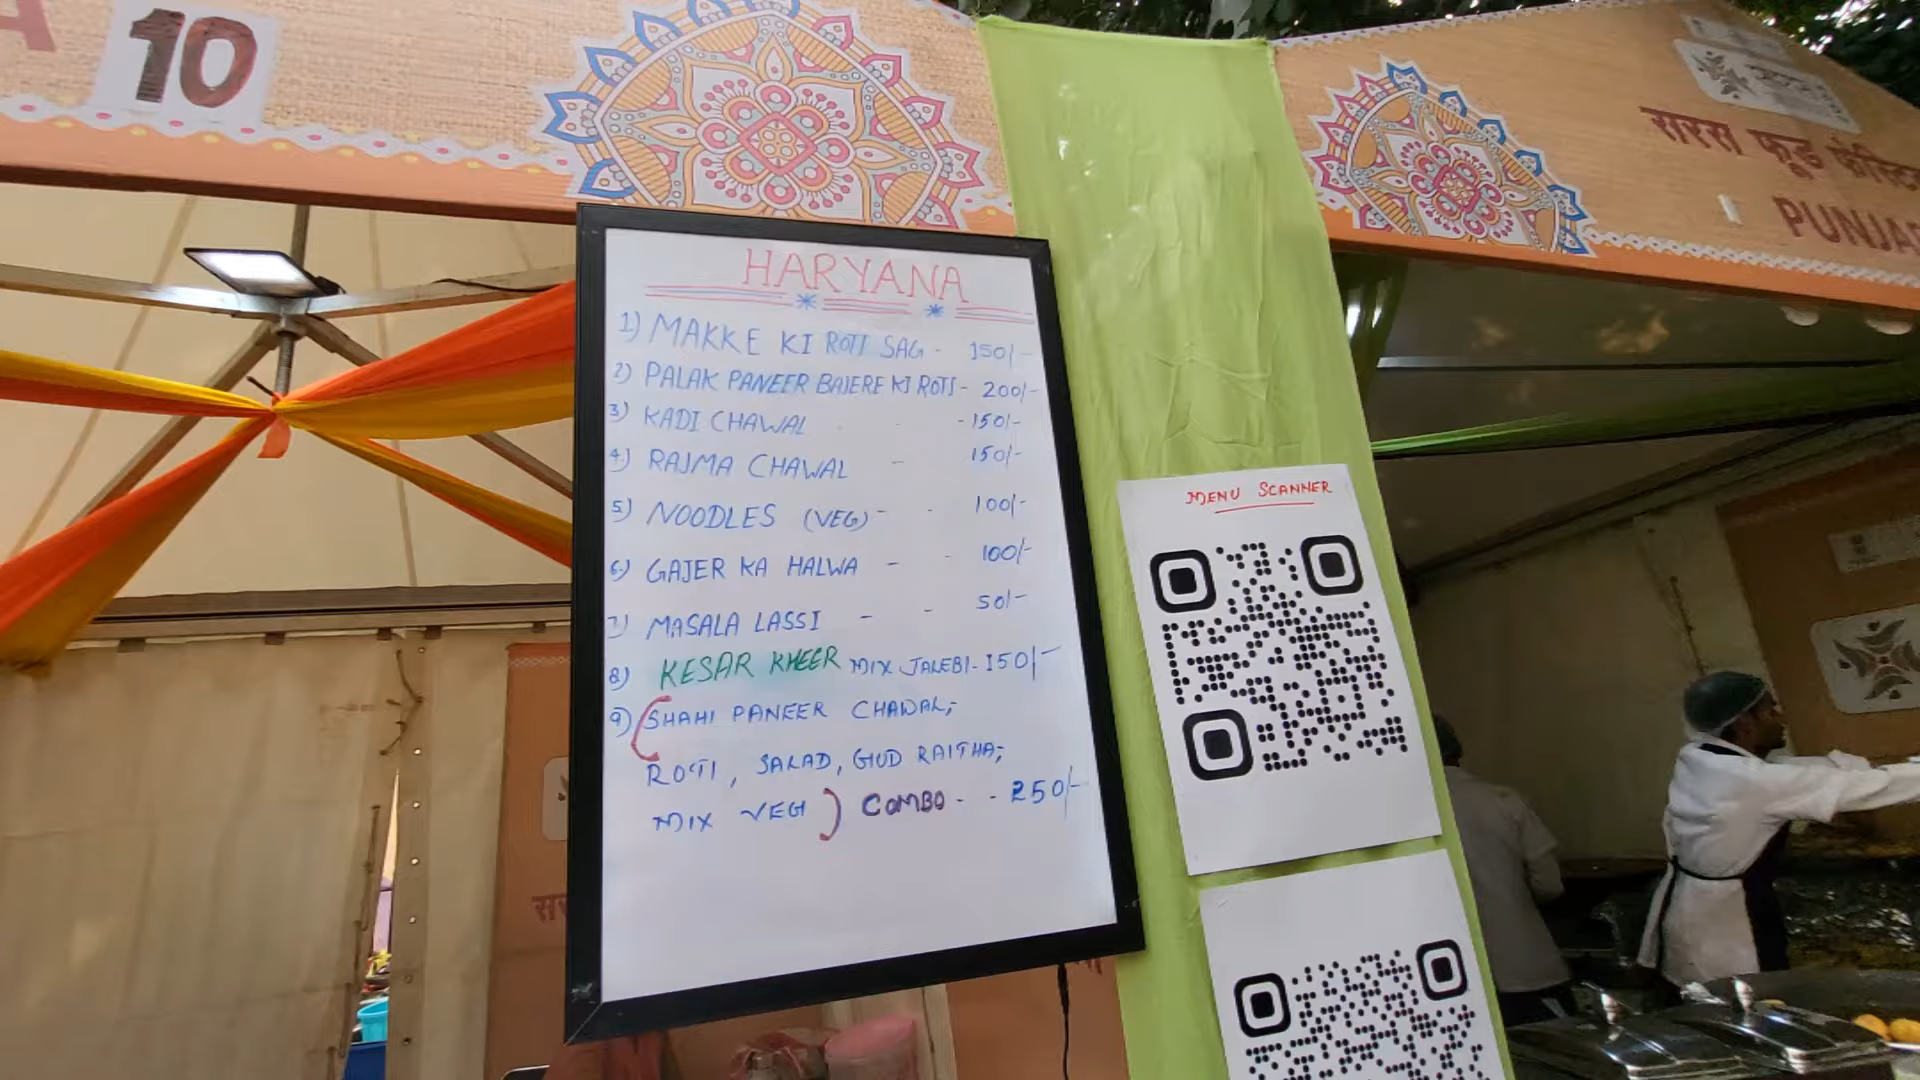 A 10
सरस फूड फेस्टिव
PUNJA
HARYANA
1) MAKKE KI ROTI SAG - 150/-
2) PALAK PANEER BAJERE KI ROTI - 200/-
3) KADI CHAWAL - 150/-
4) RAJMA CHAWAL - 150/-
5) NOODLES (VEG) - - 100/-
6) GAJER KA HALWA - - 100/-
7) MASALA LASSI - - 50/-
8) KESAR KHEER MIX JALEBI - 150/-
9) (SHAHI PANEER CHAWAL,-
ROTI, SALAD, GUD RAITHA,-
MIX VEG) COMBO - - 250/-
MENU SCANNER